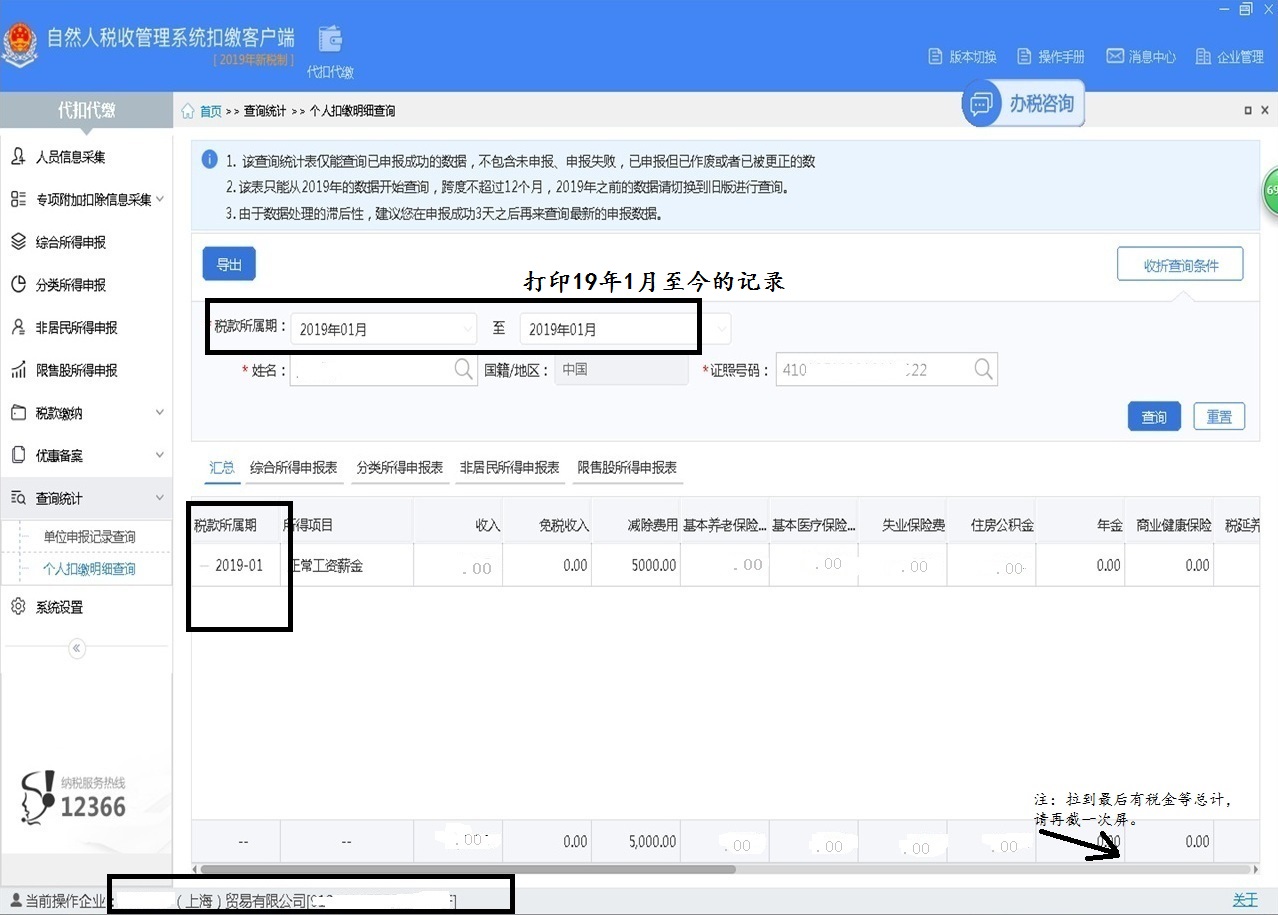 自然人税收管理系统扣缴客户端
[ 2019年新税制 ]
代扣代缴
版本切换 操作手册 消息中心 企业管理
代扣代缴
首页 >> 查询统计 >> 个人扣缴明细查询
办税咨询
人员信息采集
专项附加扣除信息采集
综合所得申报
分类所得申报
非居民所得申报
限售股所得申报
税款缴纳
优惠备案
查询统计
单位申报记录查询
个人扣缴明细查询
系统设置
纳税服务热线
12366
1. 该查询统计表仅能查询已申报成功的数据，不包含未申报、申报失败，已申报但已作废或者已被更正的数
2. 该表只能从2019年的数据开始查询，跨度不超过12个月，2019年之前的数据请切换到旧版进行查询。
3. 由于数据处理的滞后性，建议您在申报成功3天之后再来查询最新的申报数据。
69
导出
打印19年1月至今的记录
收折查询条件
税款所属期： 2019年01月 至 2019年01月
*姓名： 国籍/地区： 中国 *证照号码： 410 22
查询 重置
汇总 综合所得申报表 分类所得申报表 非居民所得申报表 限售股所得申报表
税款所属期 所得项目 收入 免税收入 减除费用 基本养老保险... 基本医疗保险... 失业保险费 住房公积金 年金 商业健康保险 税延养
2019-01 正常工资薪金 .00 0.00 5000.00 .00 .00 .00 .00 0.00 0.00
注：拉到最后有税金等总计，
请再截一次屏。
-- -- .00 0.00 5,000.00 .00 .00 .00 .00 0.00 0.00
当前操作企业： （上海）贸易有限公司[
关于